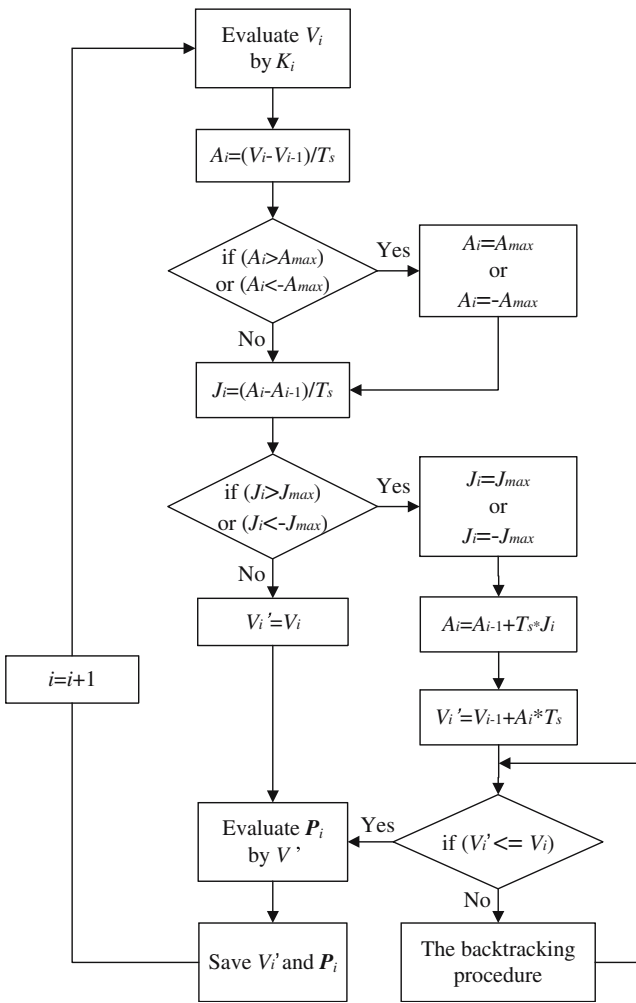 Evaluate Vi
by Ki
Ai=(Vi-Vi-1)/Ts
if (Ai>Amax)
or (Ai<-Amax)
Yes
Ai=Amax
or
Ai=-Amax
No
Ji=(Ai-Ai-1)/Ts
if (Ji>Jmax)
or (Ji<-Jmax)
Yes
Ji=Jmax
or
Ji=-Jmax
No
Vi'=Vi
Ai=Ai-1+Ts*Ji
i=i+1
Vi'=Vi-1+Ai*Ts
Evaluate Pi
by V'
Yes
if (Vi'<= Vi)
No
Save Vi' and Pi
The backtracking
procedure